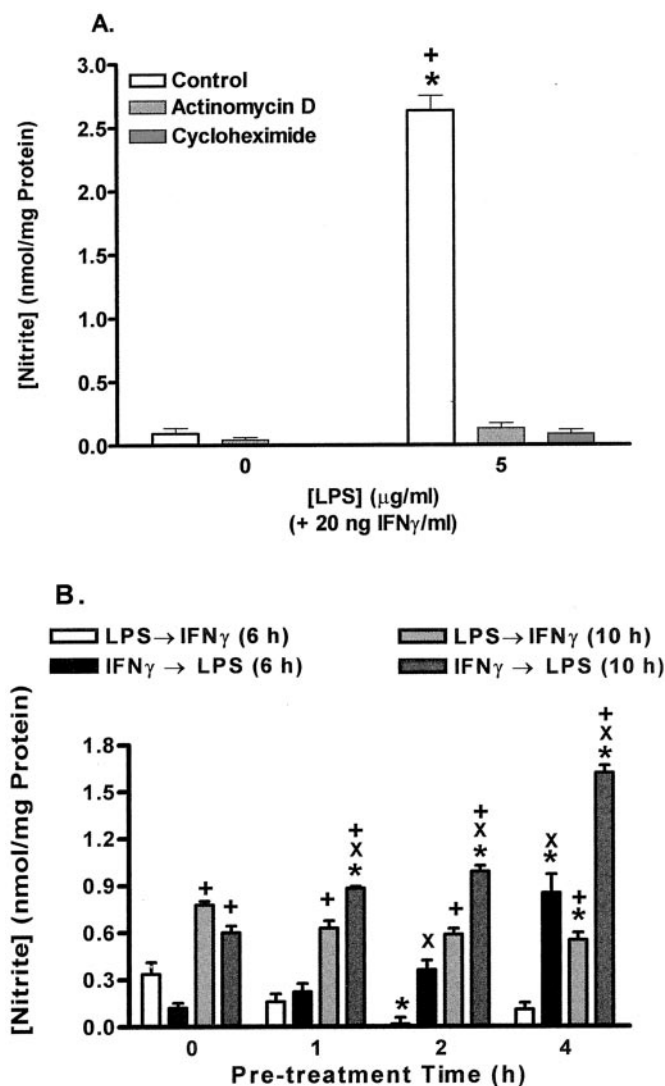 A.
+
*
3.0
2.5
2.0
1.5
1.0
0.5
0.0
[Nitrite] (nmol/mg Protein)
Control
Actinomycin D
Cycloheximide
0 5
[LPS] (μg/ml)
(+ 20 ng IFNγ/ml)
B.
LPS→IFNγ (6 h) LPS→IFNγ (10 h)
IFNγ → LPS (6 h) IFNγ → LPS (10 h)
[Nitrite] (nmol/mg Protein)
1.8
1.5
1.2
0.9
0.6
0.3
0.0
+ +
+ + x *
* x + + x *
x * + * + x *
0 1 2 4
Pre-treatment Time (h)